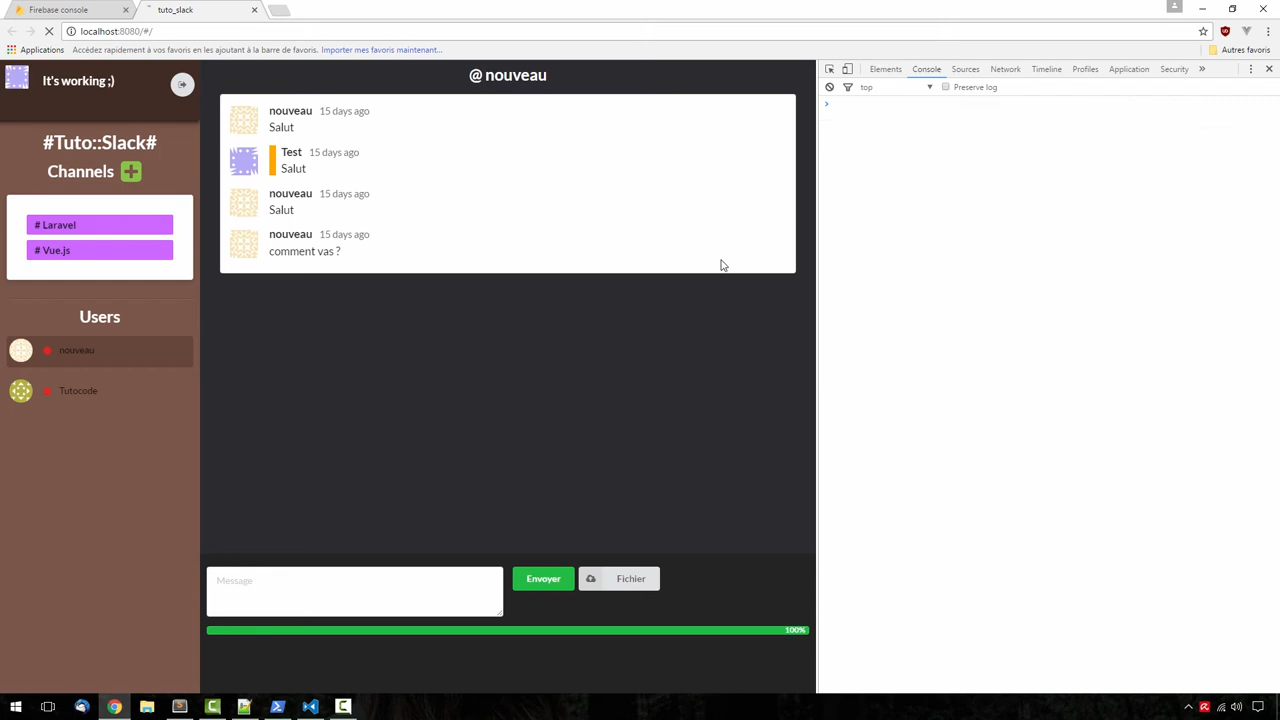 Firebase console
tuto_slack
localhost:8080/#/
Applications
Accédez rapidement à vos favoris en les ajoutant à la barre de favoris. Importer mes favoris maintenant...
Autres favoris
It's working ;)
#Tuto::Slack#
Channels
# Laravel
# Vue.js
Users
nouveau
Tutocode
@ nouveau
nouveau 15 days ago
Salut
Test 15 days ago
Salut
nouveau 15 days ago
Salut
nouveau 15 days ago
comment vas ?
Message
Envoyer
Fichier
100%
Elements Console Sources Network Timeline Profiles Application Security »
top
Preserve log